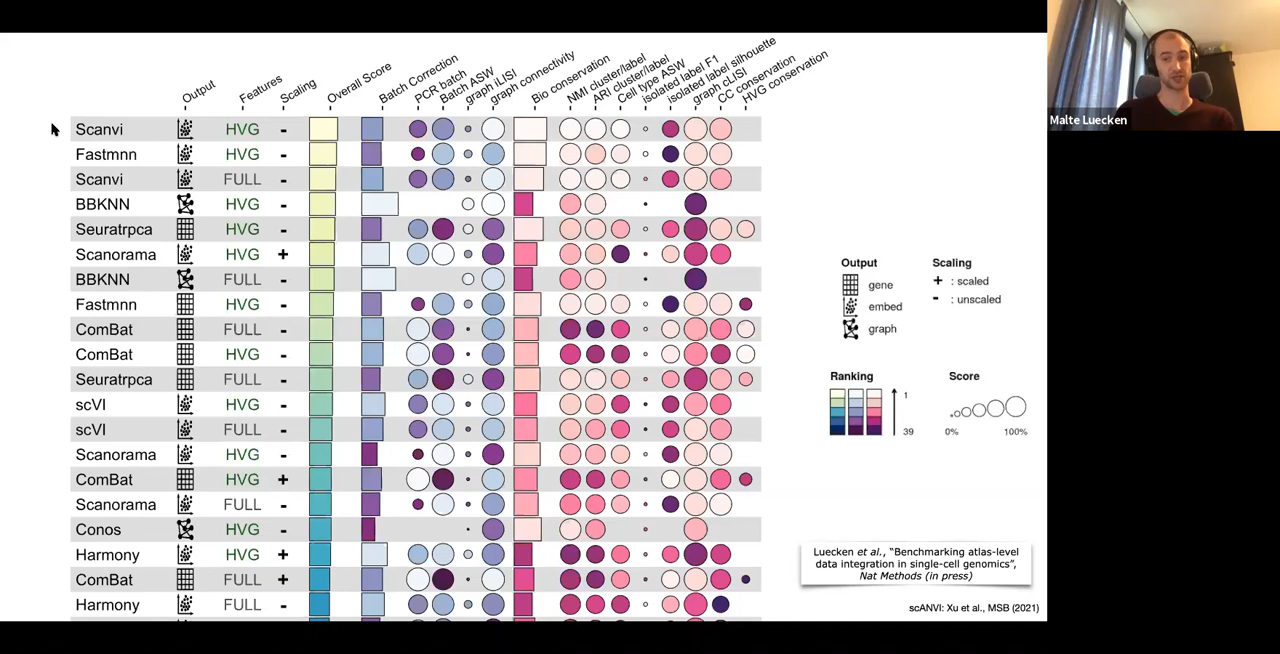 Output
Features
Scaling
Overall Score
Batch Correction
PCR batch
Batch ASW
graph iLISI
graph connectivity
Bio conservation
NMI cluster/label
ARI cluster/label
Cell type ASW
isolated label F1
isolated label silhouette
graph cLISI
CC conservation
HVG conservation
Scanvi HVG -
Fastmnn HVG -
Scanvi FULL -
BBKNN HVG -
Seuratrpca HVG -
Scanorama HVG +
BBKNN FULL -
Fastmnn HVG -
ComBat FULL -
ComBat HVG -
Seuratrpca FULL -
scVI HVG -
scVI FULL -
Scanorama HVG -
ComBat HVG +
Scanorama FULL -
Conos HVG -
Harmony HVG +
ComBat FULL +
Harmony FULL -
Output
gene
embed
graph
Scaling
+ : scaled
- : unscaled
Ranking
1
39
Score
0% 100%
Luecken et al., “Benchmarking atlas-level
data integration in single-cell genomics”,
Nat Methods (in press)
scANVI: Xu et al., MSB (2021)
Malte Luecken